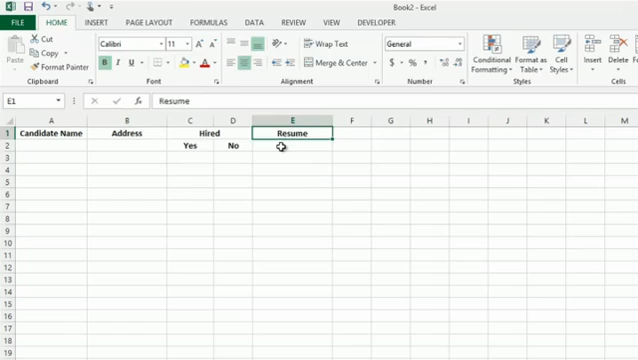 Book2 - Excel
FILE HOME INSERT PAGE LAYOUT FORMULAS DATA REVIEW VIEW DEVELOPER
Cut
Copy
Format Painter
Paste
Clipboard
Calibri 11
B I U
Font
Wrap Text
Merge & Center
Alignment
General
$ % ,
Number
Conditional Formatting
Format as Table
Cell Styles
Styles
Insert
Delete
E1 fx Resume
A B C D E F G H I J K L M
1 Candidate Name Address Hired Resume
2 Yes No
3
4
5
6
7
8
9
10
11
12
13
14
15
16
17
18
19